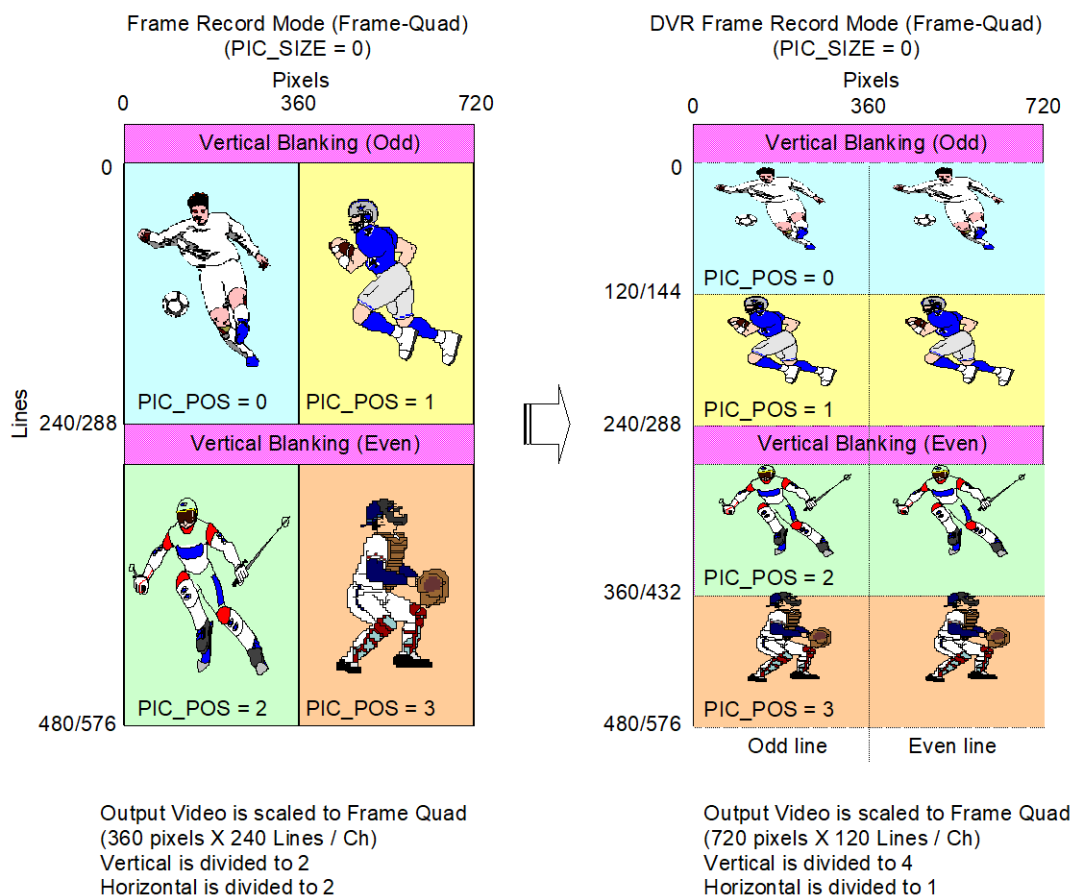 Frame Record Mode (Frame-Quad)
(PIC_SIZE = 0)
Pixels
0 360 720
Vertical Blanking (Odd)
0
PIC_POS = 0 PIC_POS = 1
Lines
240/288
Vertical Blanking (Even)
PIC_POS = 2 PIC_POS = 3
480/576
Output Video is scaled to Frame Quad
(360 pixels X 240 Lines / Ch)
Vertical is divided to 2
Horizontal is divided to 2
DVR Frame Record Mode (Frame-Quad)
(PIC_SIZE = 0)
Pixels
0 360 720
Vertical Blanking (Odd)
0
PIC_POS = 0
120/144
PIC_POS = 1
240/288
Vertical Blanking (Even)
PIC_POS = 2
360/432
PIC_POS = 3
480/576
Odd line Even line
Output Video is scaled to Frame Quad
(720 pixels X 120 Lines / Ch)
Vertical is divided to 4
Horizontal is divided to 1